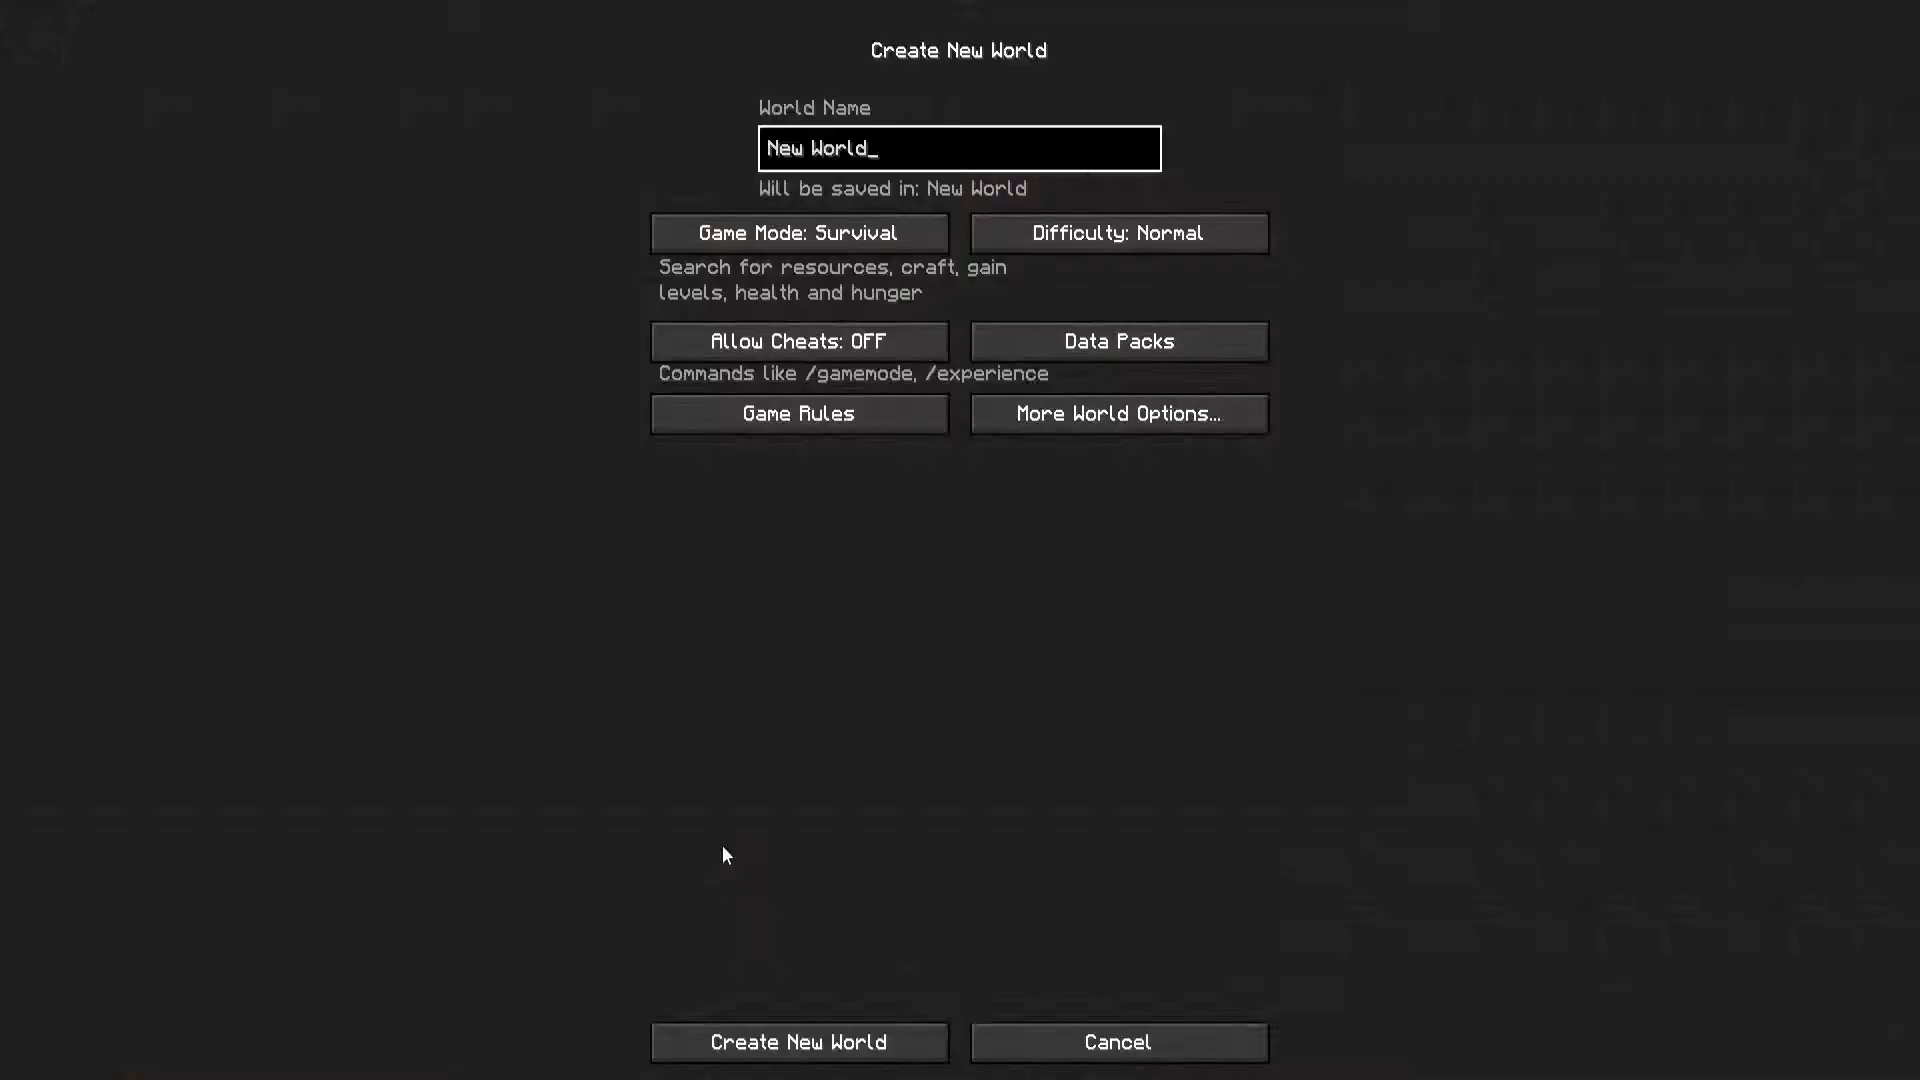 Create New World
World Name
New World_
Will be saved in: New World
Game Mode: Survival
Difficulty: Normal
Search for resources, craft, gain
levels, health and hunger
Allow Cheats: OFF
Data Packs
Commands like /gamemode, /experience
Game Rules
More World Options...
Create New World
Cancel